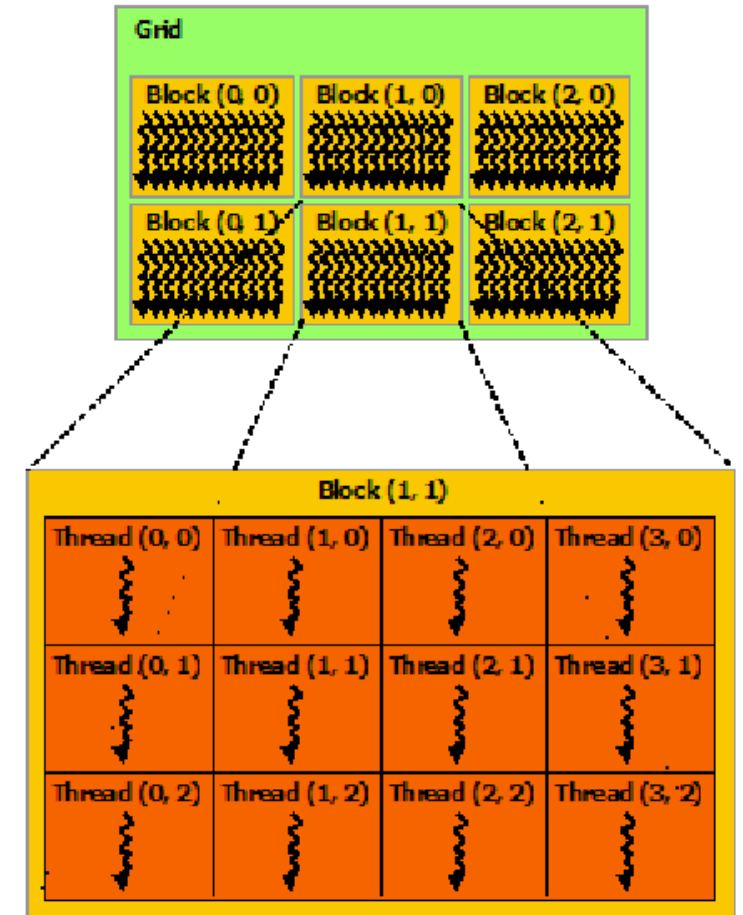 Grid
Block (0, 0) Block (1, 0) Block (2, 0)
Block (0, 1) Block (1, 1) Block (2, 1)
Block (1, 1)
Thread (0, 0) Thread (1, 0) Thread (2, 0) Thread (3, 0)
Thread (0, 1) Thread (1, 1) Thread (2, 1) Thread (3, 1)
Thread (0, 2) Thread (1, 2) Thread (2, 2) Thread (3, 2)